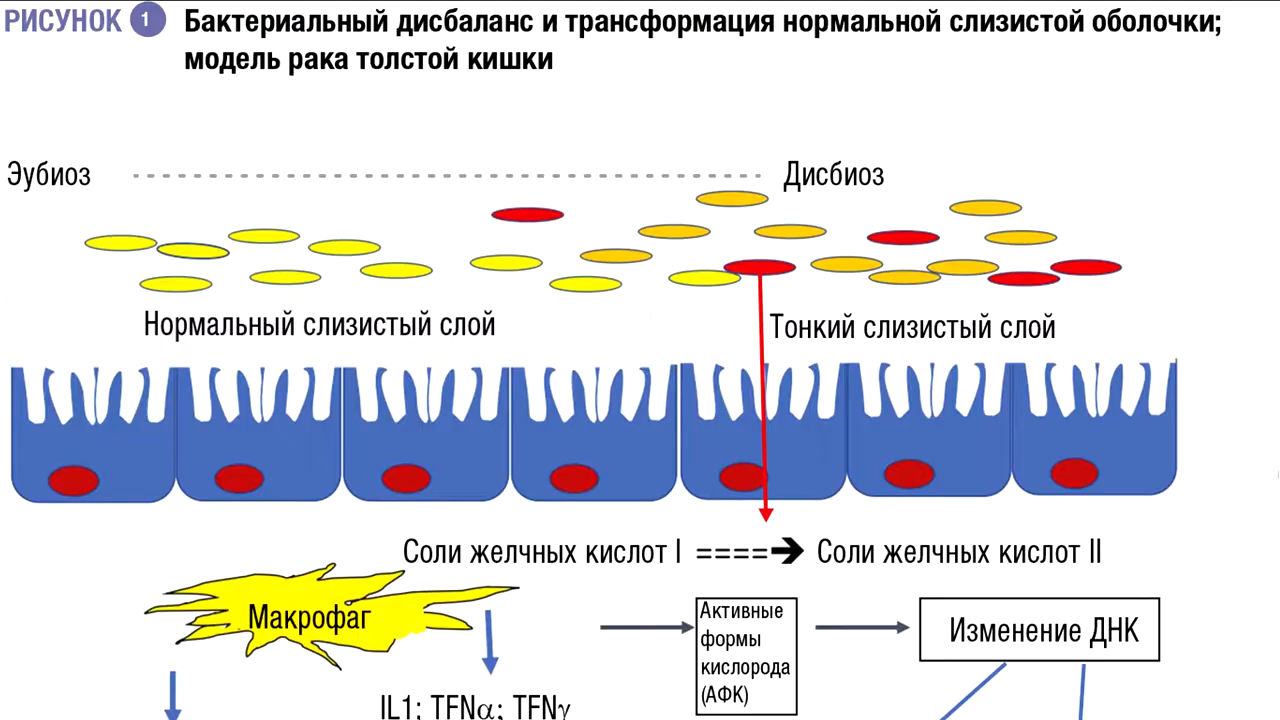 РИСУНОК 1 Бактериальный дисбаланс и трансформация нормальной слизистой оболочки;
модель рака толстой кишки
Эубиоз
Дисбиоз
Нормальный слизистый слой
Тонкий слизистый слой
Соли желчных кислот I ====➔ Соли желчных кислот II
Макрофаг
Активные
формы
кислорода
(АФК)
Изменение ДНК
IL1; TFNα; TFNγ